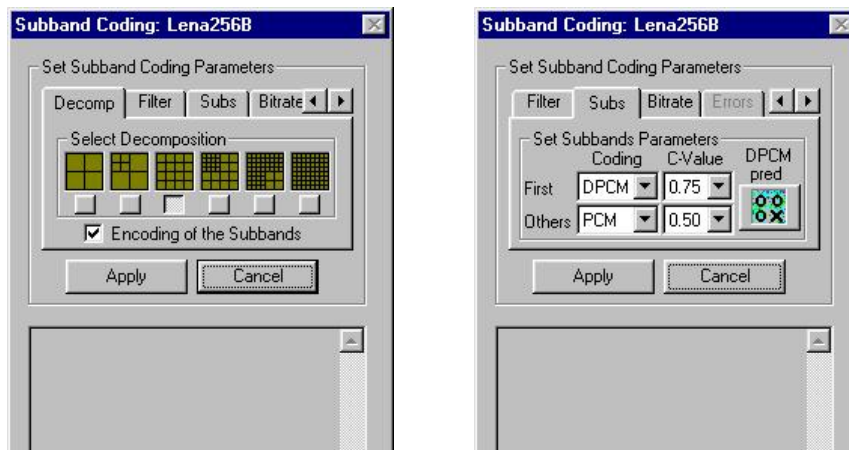 Subband Coding: Lena256B
Set Subband Coding Parameters
Decomp Filter Subs Bitrate
Select Decomposition
Encoding of the Subbands
Apply Cancel
Subband Coding: Lena256B
Set Subband Coding Parameters
Filter Subs Bitrate Errors
Set Subbands Parameters
Coding C-Value DPCM pred
First DPCM 0.75
Others PCM 0.50
Apply Cancel